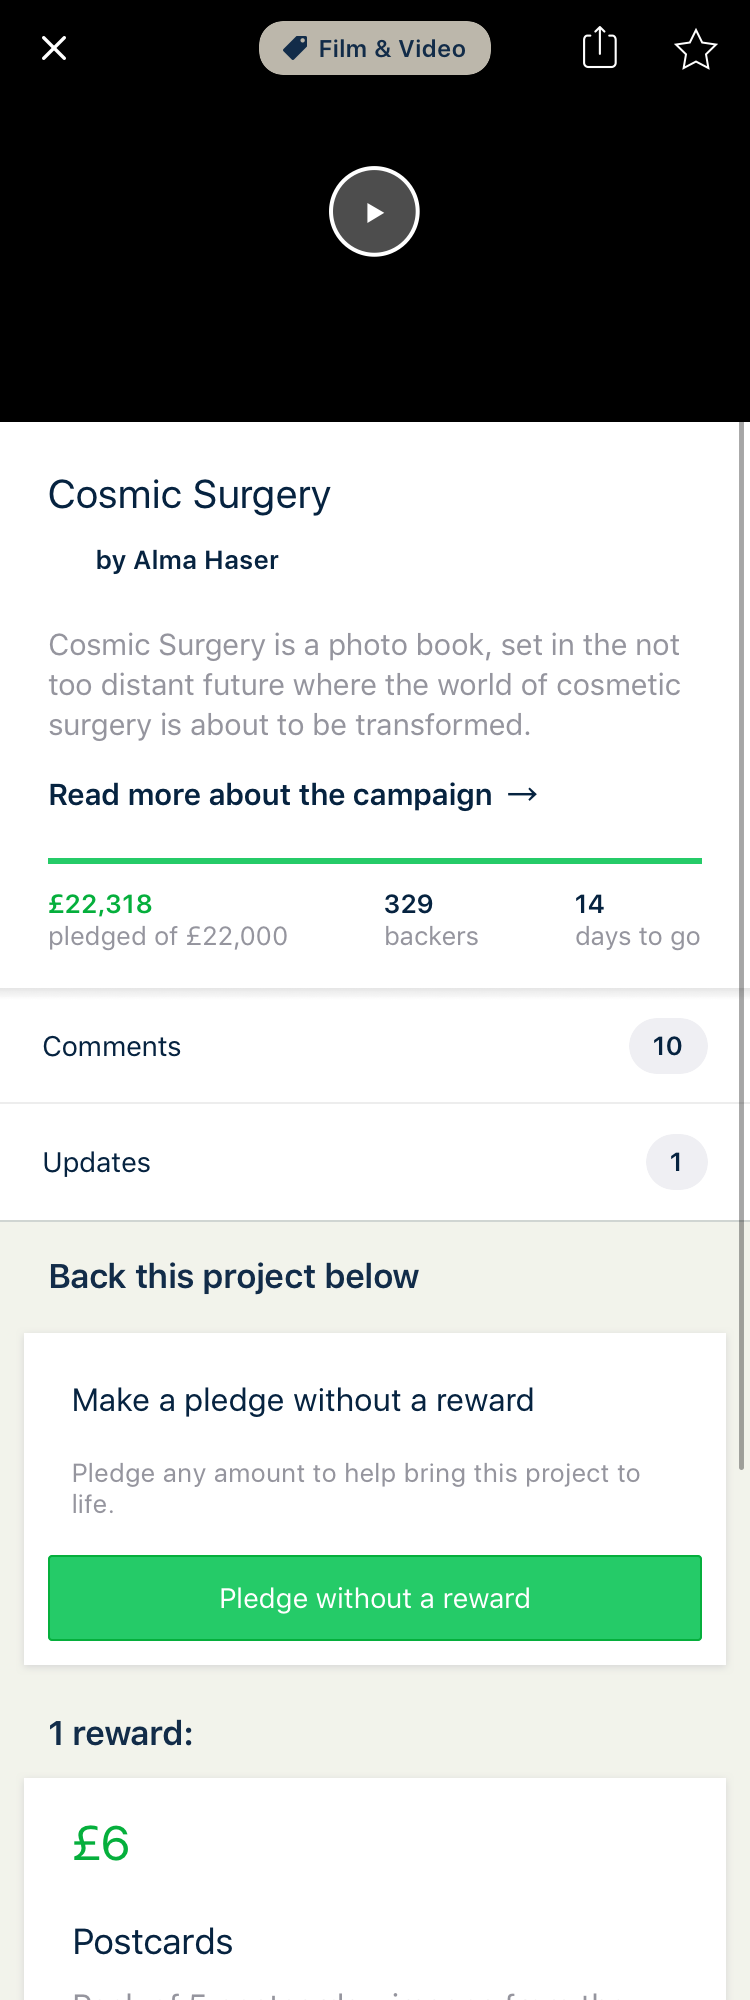 Film & Video
Cosmic Surgery
by Alma Haser
Cosmic Surgery is a photo book, set in the not
too distant future where the world of cosmetic
surgery is about to be transformed.
Read more about the campaign →
£22,318 329 14
pledged of £22,000 backers days to go
Comments 10
Updates 1
Back this project below
Make a pledge without a reward
Pledge any amount to help bring this project to
life.
Pledge without a reward
1 reward:
£6
Postcards